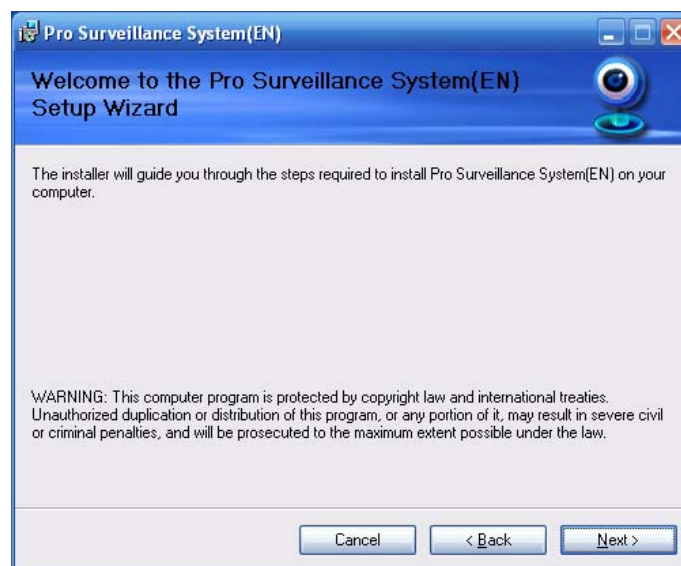 Pro Surveillance System(EN)
Welcome to the Pro Surveillance System(EN)
Setup Wizard
The installer will guide you through the steps required to install Pro Surveillance System(EN) on your
computer.
WARNING: This computer program is protected by copyright law and international treaties.
Unauthorized duplication or distribution of this program, or any portion of it, may result in severe civil
or criminal penalties, and will be prosecuted to the maximum extent possible under the law.
Cancel
< Back
Next >